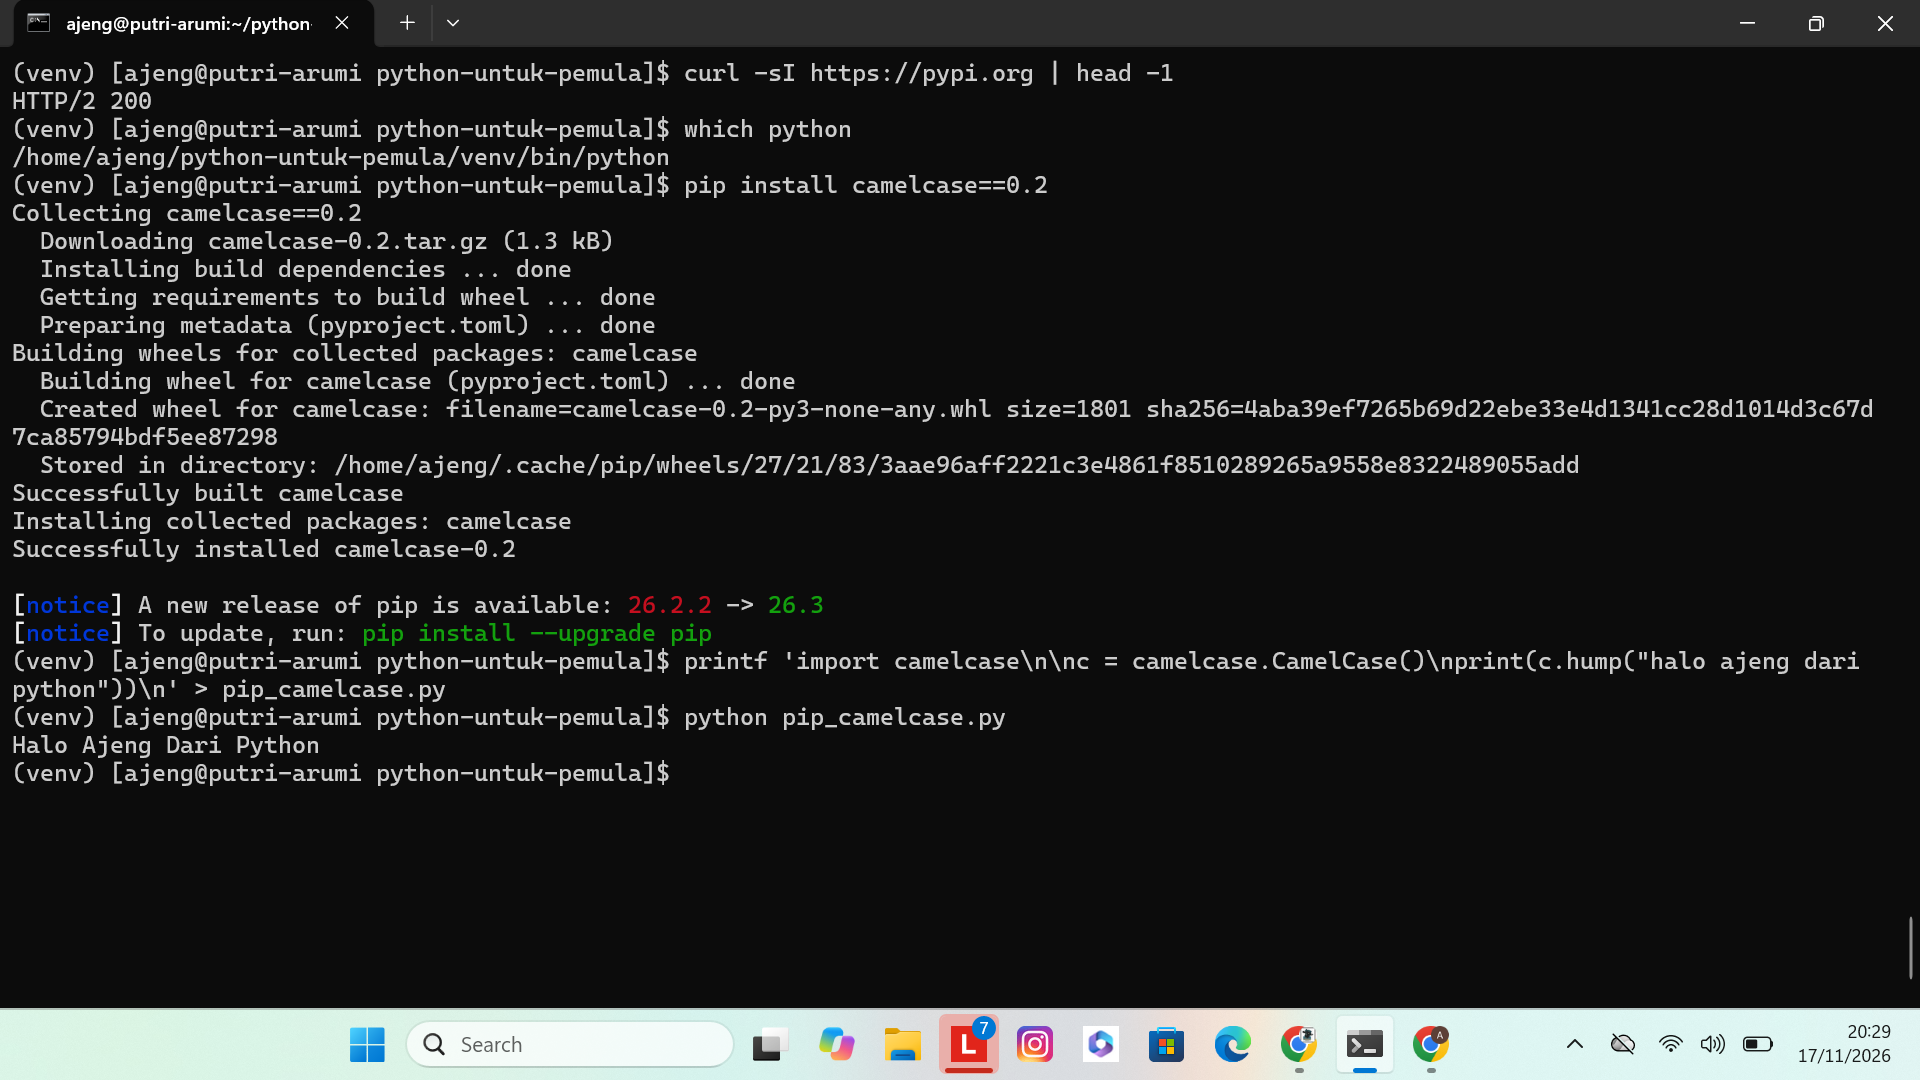 ajeng@putri-arumi:~/python-
(venv) [ajeng@putri-arumi python-untuk-pemula]$ curl -sI https://pypi.org | head -1
HTTP/2 200
(venv) [ajeng@putri-arumi python-untuk-pemula]$ which python
/home/ajeng/python-untuk-pemula/venv/bin/python
(venv) [ajeng@putri-arumi python-untuk-pemula]$ pip install camelcase==0.2
Collecting camelcase==0.2
  Downloading camelcase-0.2.tar.gz (1.3 kB)
  Installing build dependencies ... done
  Getting requirements to build wheel ... done
  Preparing metadata (pyproject.toml) ... done
Building wheels for collected packages: camelcase
  Building wheel for camelcase (pyproject.toml) ... done
  Created wheel for camelcase: filename=camelcase-0.2-py3-none-any.whl size=1801 sha256=4aba39ef7265b69d22ebe33e4d1341cc28d1014d3c67d
7ca85794bdf5ee87298
  Stored in directory: /home/ajeng/.cache/pip/wheels/27/21/83/3aae96aff2221c3e4861f8510289265a9558e8322489055add
Successfully built camelcase
Installing collected packages: camelcase
Successfully installed camelcase-0.2
[notice] A new release of pip is available: 26.2.2 -> 26.3
[notice] To update, run: pip install --upgrade pip
(venv) [ajeng@putri-arumi python-untuk-pemula]$ printf 'import camelcase\n\nc = camelcase.CamelCase()\nprint(c.hump("halo ajeng dari
python"))\n' > pip_camelcase.py
(venv) [ajeng@putri-arumi python-untuk-pemula]$ python pip_camelcase.py
Halo Ajeng Dari Python
(venv) [ajeng@putri-arumi python-untuk-pemula]$
Search
L
7
A
20:29
17/11/2026